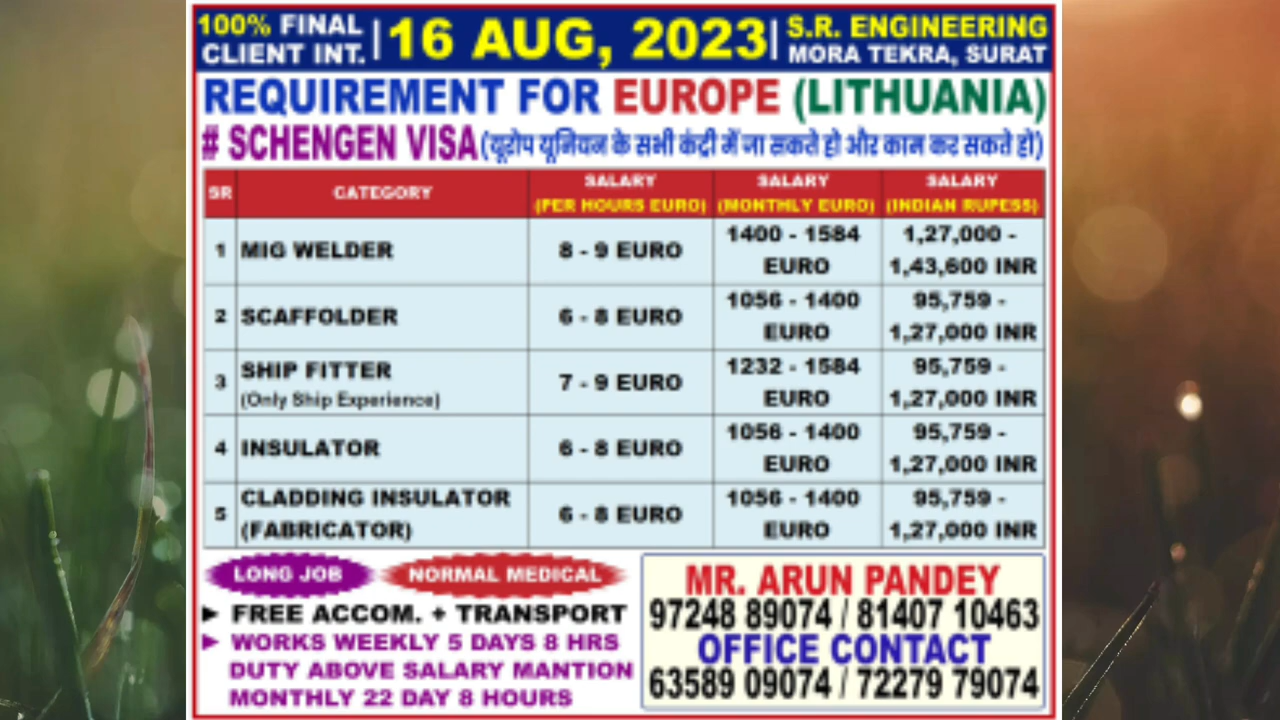 100% FINAL
CLIENT INT.
16 AUG, 2023
S.R. ENGINEERING
MORA TEKRA, SURAT
REQUIREMENT FOR EUROPE (LITHUANIA)
# SCHENGEN VISA (यूरोप यूनियन के सभी कंट्री में जा सकते हो और काम कर सकते हो)
SR CATEGORY SALARY (PER HOURS EURO) SALARY (MONTHLY EURO) SALARY (INDIAN RUPESS)
1 MIG WELDER 8 - 9 EURO 1400 - 1584 EURO 1,27,000 - 1,43,600 INR
2 SCAFFOLDER 6 - 8 EURO 1056 - 1400 EURO 95,759 - 1,27,000 INR
3 SHIP FITTER (Only Ship Experience) 7 - 9 EURO 1232 - 1584 EURO 95,759 - 1,27,000 INR
4 INSULATOR 6 - 8 EURO 1056 - 1400 EURO 95,759 - 1,27,000 INR
5 CLADDING INSULATOR (FABRICATOR) 6 - 8 EURO 1056 - 1400 EURO 95,759 - 1,27,000 INR
LONG JOB NORMAL MEDICAL
► FREE ACCOM. + TRANSPORT
► WORKS WEEKLY 5 DAYS 8 HRS
DUTY ABOVE SALARY MANTION
MONTHLY 22 DAY 8 HOURS
MR. ARUN PANDEY
97248 89074 / 81407 10463
OFFICE CONTACT
63589 09074 / 72279 79074